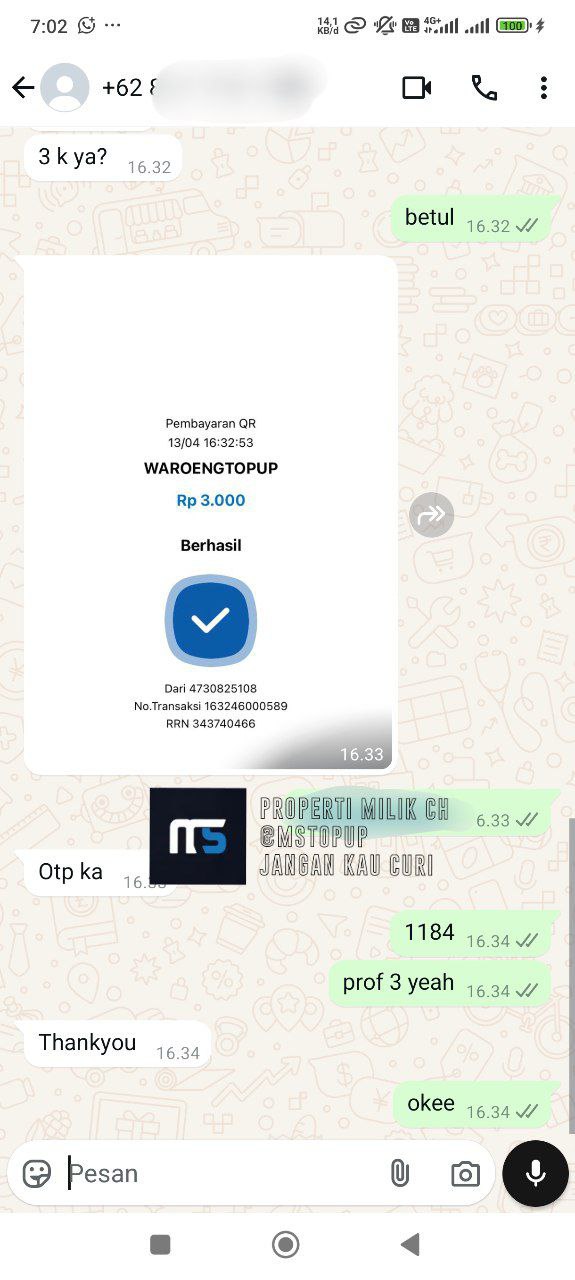 7:02
14,1
KB/d
Vo
LTE
4G+
100
+62 8
3 k ya?
16.32
betul
16.32
Pembayaran QR
13/04 16:32:53
WAROENGTOPUP
Rp 3.000
Berhasil
Dari 4730825108
No.Transaksi 163246000589
RRN 343740466
16.33
MS
PROPERTI MILIK CH
@MSTOPUP
JANGAN KAU CURI
6.33
Otp ka
1184
16.34
prof 3 yeah
16.34
Thankyou
16.34
okee
16.34
Pesan